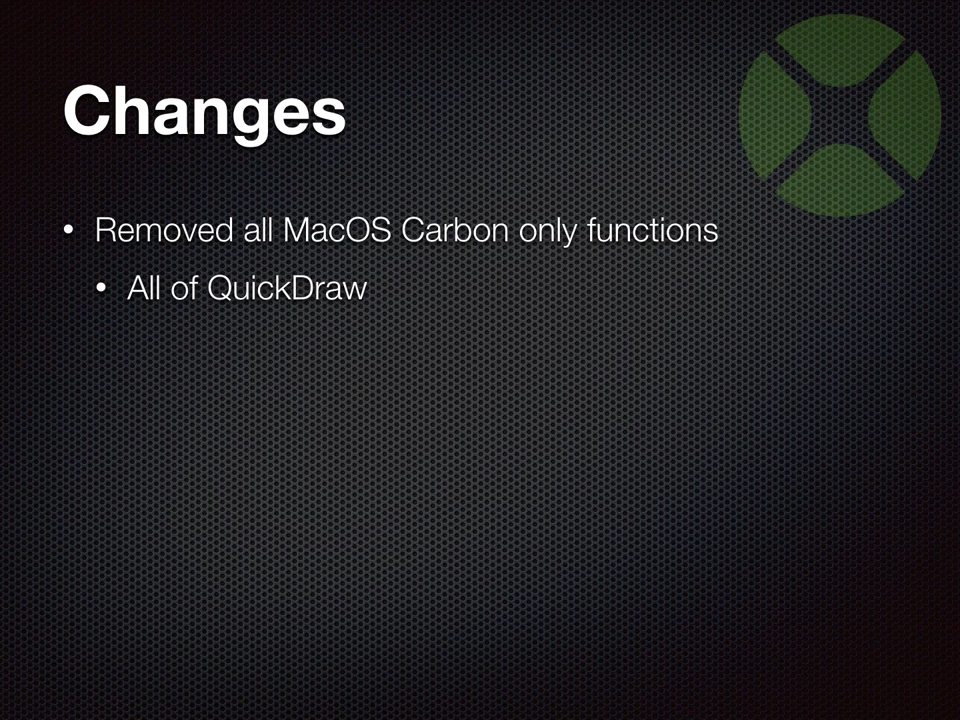 Changes
• Removed all MacOS Carbon only functions
• All of QuickDraw